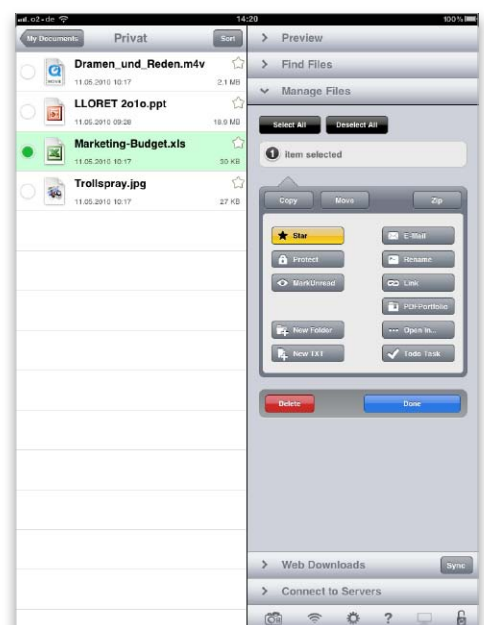 o2-de 14:20 100%
My Documents Privat Sort
Dramen_und_Reden.m4v
11.05.2010 10:17 2,1 MB
LLORET 2o1o.ppt
11.05.2010 09:28 18,9 MB
Marketing-Budget.xls
11.05.2010 10:17 30 KB
Trollspray.jpg
11.05.2010 10:17 27 KB
Preview
Find Files
Manage Files
Select All Deselect All
1 item selected
Copy Move Zip
Star E-Mail
Protect Rename
MarkUnread Link
PDFPortfolio
New Folder Open In...
New TXT Todo Task
Delete Done
Web Downloads Sync
Connect to Servers
?